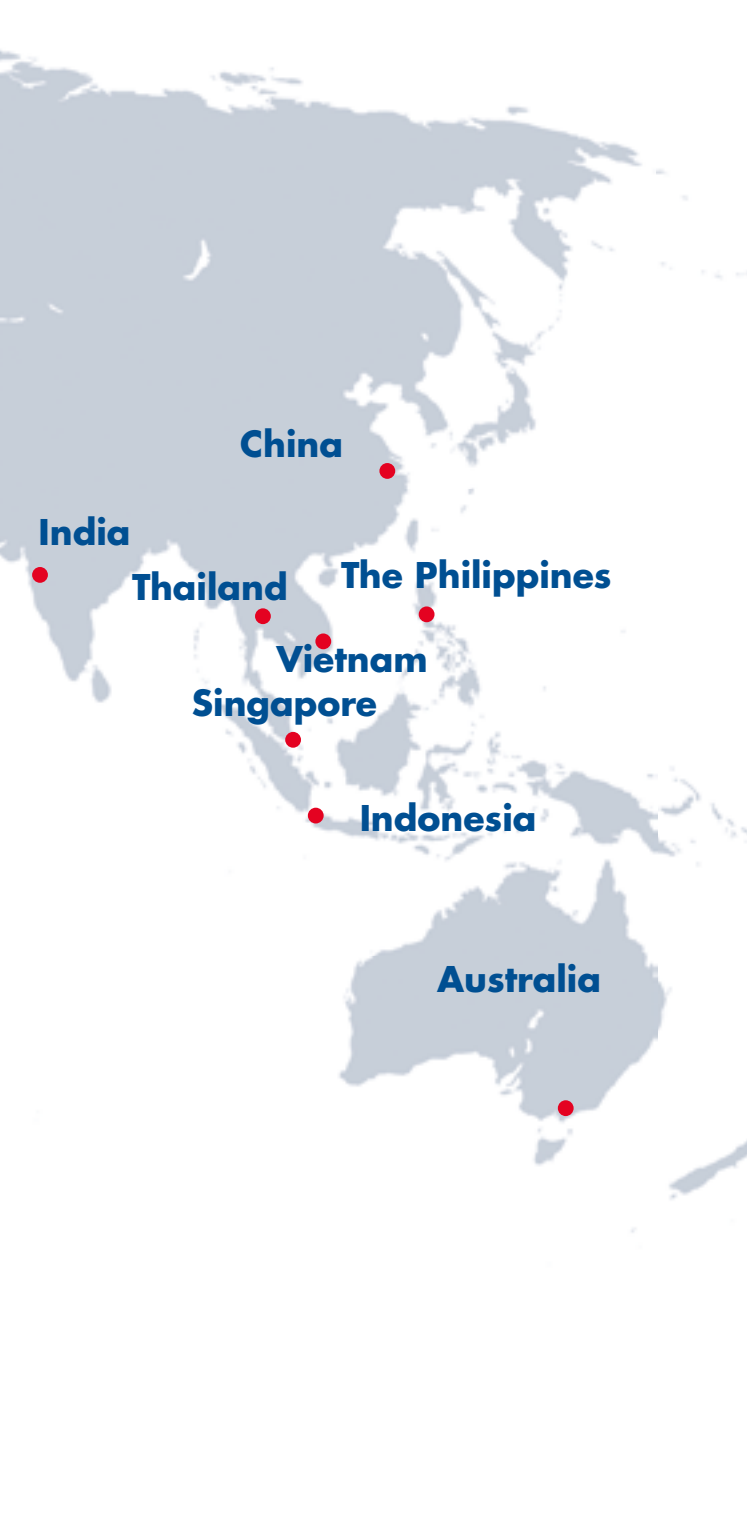 China
India
The Philippines
Thailand
Vietnam
Singapore
Indonesia
Australia